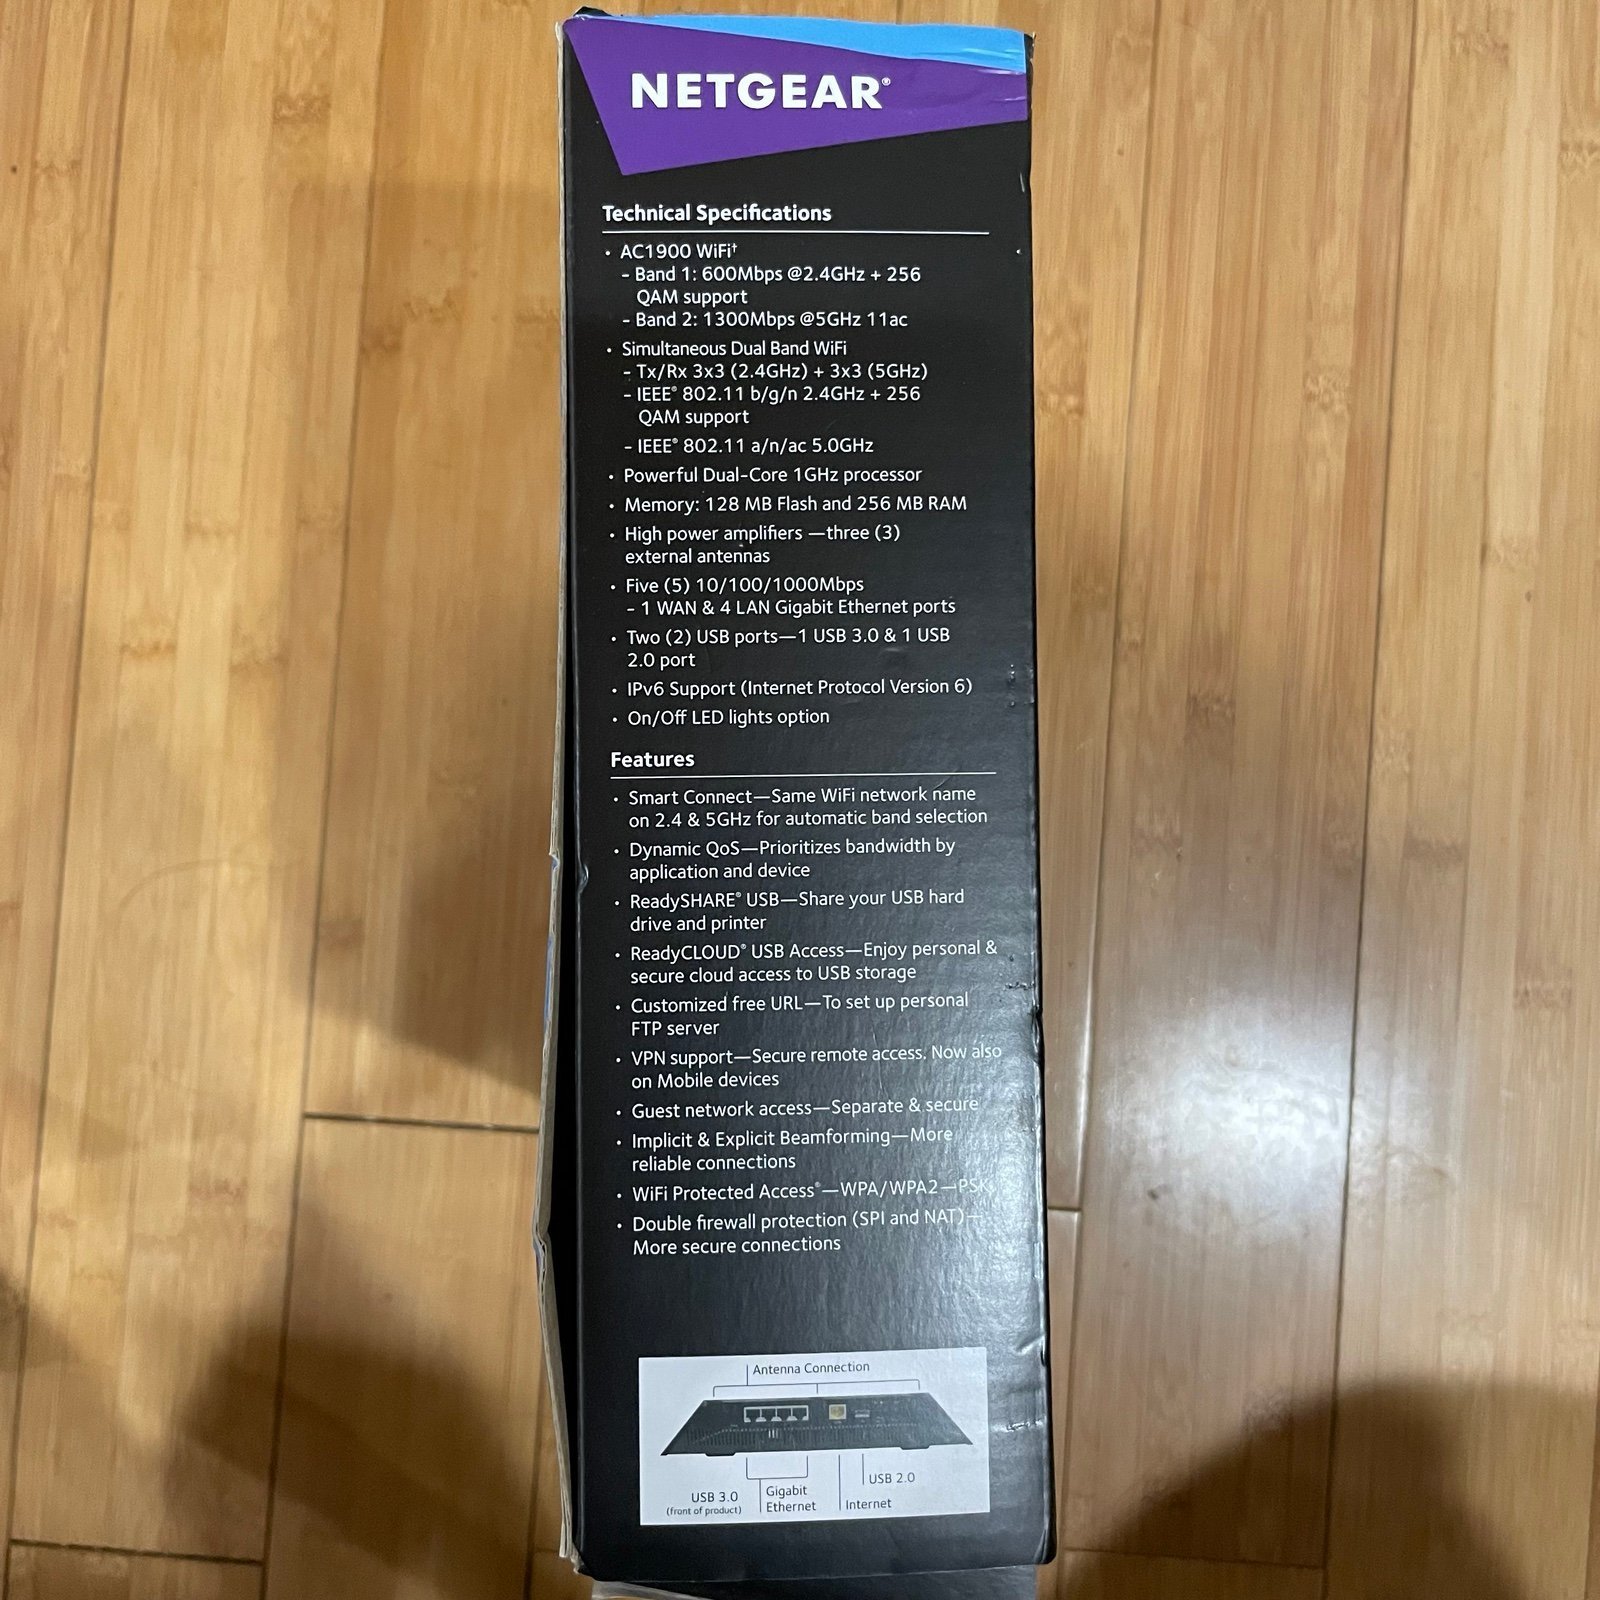 NETGEAR®
Technical Specifications
• AC1900 WiFi†
– Band 1: 600Mbps @2.4GHz + 256
QAM support
– Band 2: 1300Mbps @5GHz 11ac
• Simultaneous Dual Band WiFi
– Tx/Rx 3x3 (2.4GHz) + 3x3 (5GHz)
– IEEE® 802.11 b/g/n 2.4GHz + 256
QAM support
– IEEE® 802.11 a/n/ac 5.0GHz
• Powerful Dual-Core 1GHz processor
• Memory: 128 MB Flash and 256 MB RAM
• High power amplifiers —three (3)
external antennas
• Five (5) 10/100/1000Mbps
– 1 WAN & 4 LAN Gigabit Ethernet ports
• Two (2) USB ports—1 USB 3.0 & 1 USB
2.0 port
• IPv6 Support (Internet Protocol Version 6)
• On/Off LED lights option
Features
• Smart Connect—Same WiFi network name
on 2.4 & 5GHz for automatic band selection
• Dynamic QoS—Prioritizes bandwidth by
application and device
• ReadySHARE® USB—Share your USB hard
drive and printer
• ReadyCLOUD® USB Access—Enjoy personal &
secure cloud access to USB storage
• Customized free URL—To set up personal
FTP server
• VPN support—Secure remote access. Now also
on Mobile devices
• Guest network access—Separate & secure
• Implicit & Explicit Beamforming—More
reliable connections
• WiFi Protected Access®—WPA/WPA2—PSK
• Double firewall protection (SPI and NAT)—
More secure connections
Antenna Connection
USB 2.0
USB 3.0
(front of product)
Gigabit
Ethernet
Internet